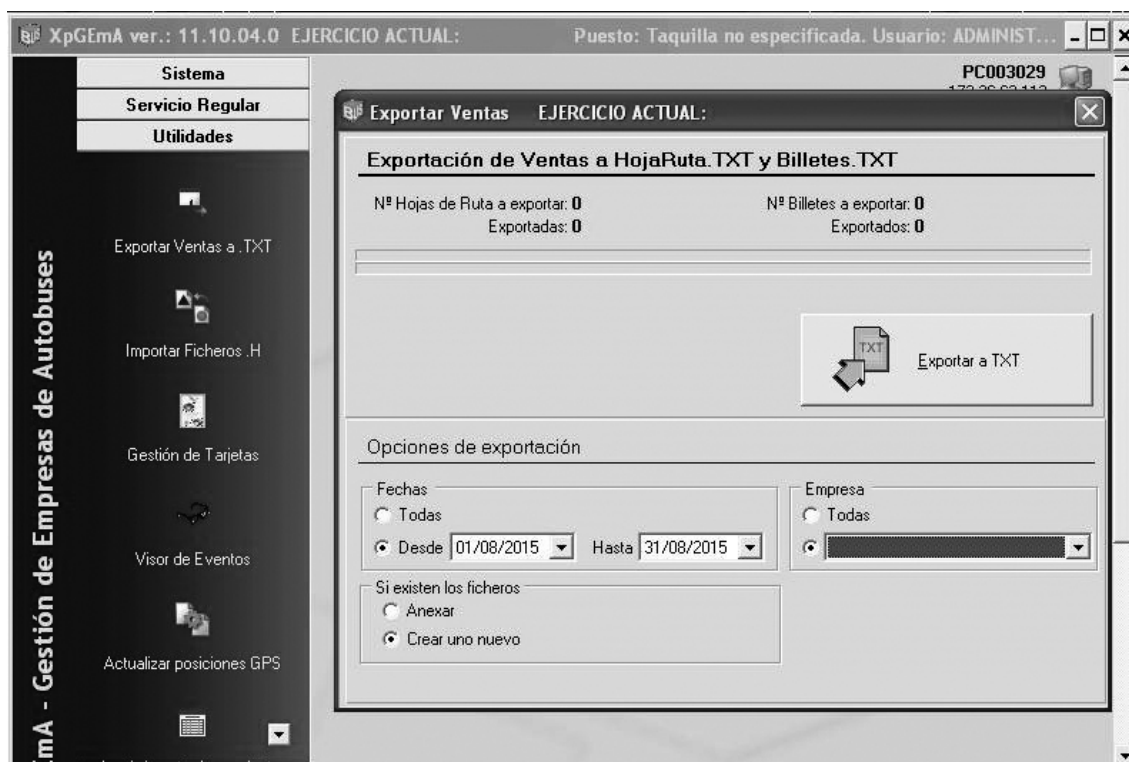 XpGEmA ver.: 11.10.04.0 EJERCICIO ACTUAL: Puesto: Taquilla no especificada. Usuario: ADMINIST...
Sistema
Servicio Regular
Utilidades
Exportar Ventas a .TXT
Importar Ficheros .H
Gestión de Tarjetas
Visor de Eventos
Actualizar posiciones GPS
EmA - Gestión de Empresas de Autobuses
PC003029
Exportar Ventas EJERCICIO ACTUAL:
Exportación de Ventas a HojaRuta.TXT y Billetes.TXT
Nº Hojas de Ruta a exportar: 0 Nº Billetes a exportar: 0
Exportadas: 0 Exportados: 0
TXT
Exportar a TXT
Opciones de exportación
Fechas
Todas
Desde 01/08/2015 Hasta 31/08/2015
Empresa
Todas
Si existen los ficheros
Anexar
Crear uno nuevo